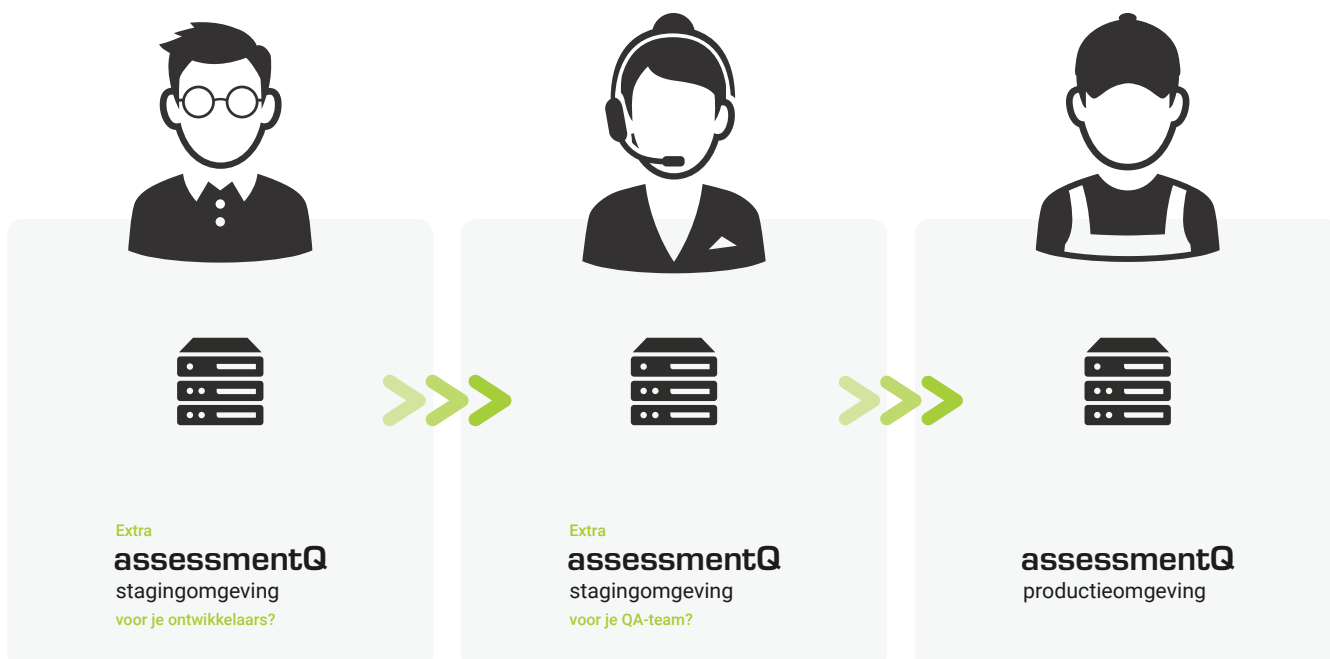 Extra
assessmentQ
stagingomgeving
voor je ontwikkelaars?
Extra
assessmentQ
stagingomgeving
voor je QA-team?
assessmentQ
productieomgeving